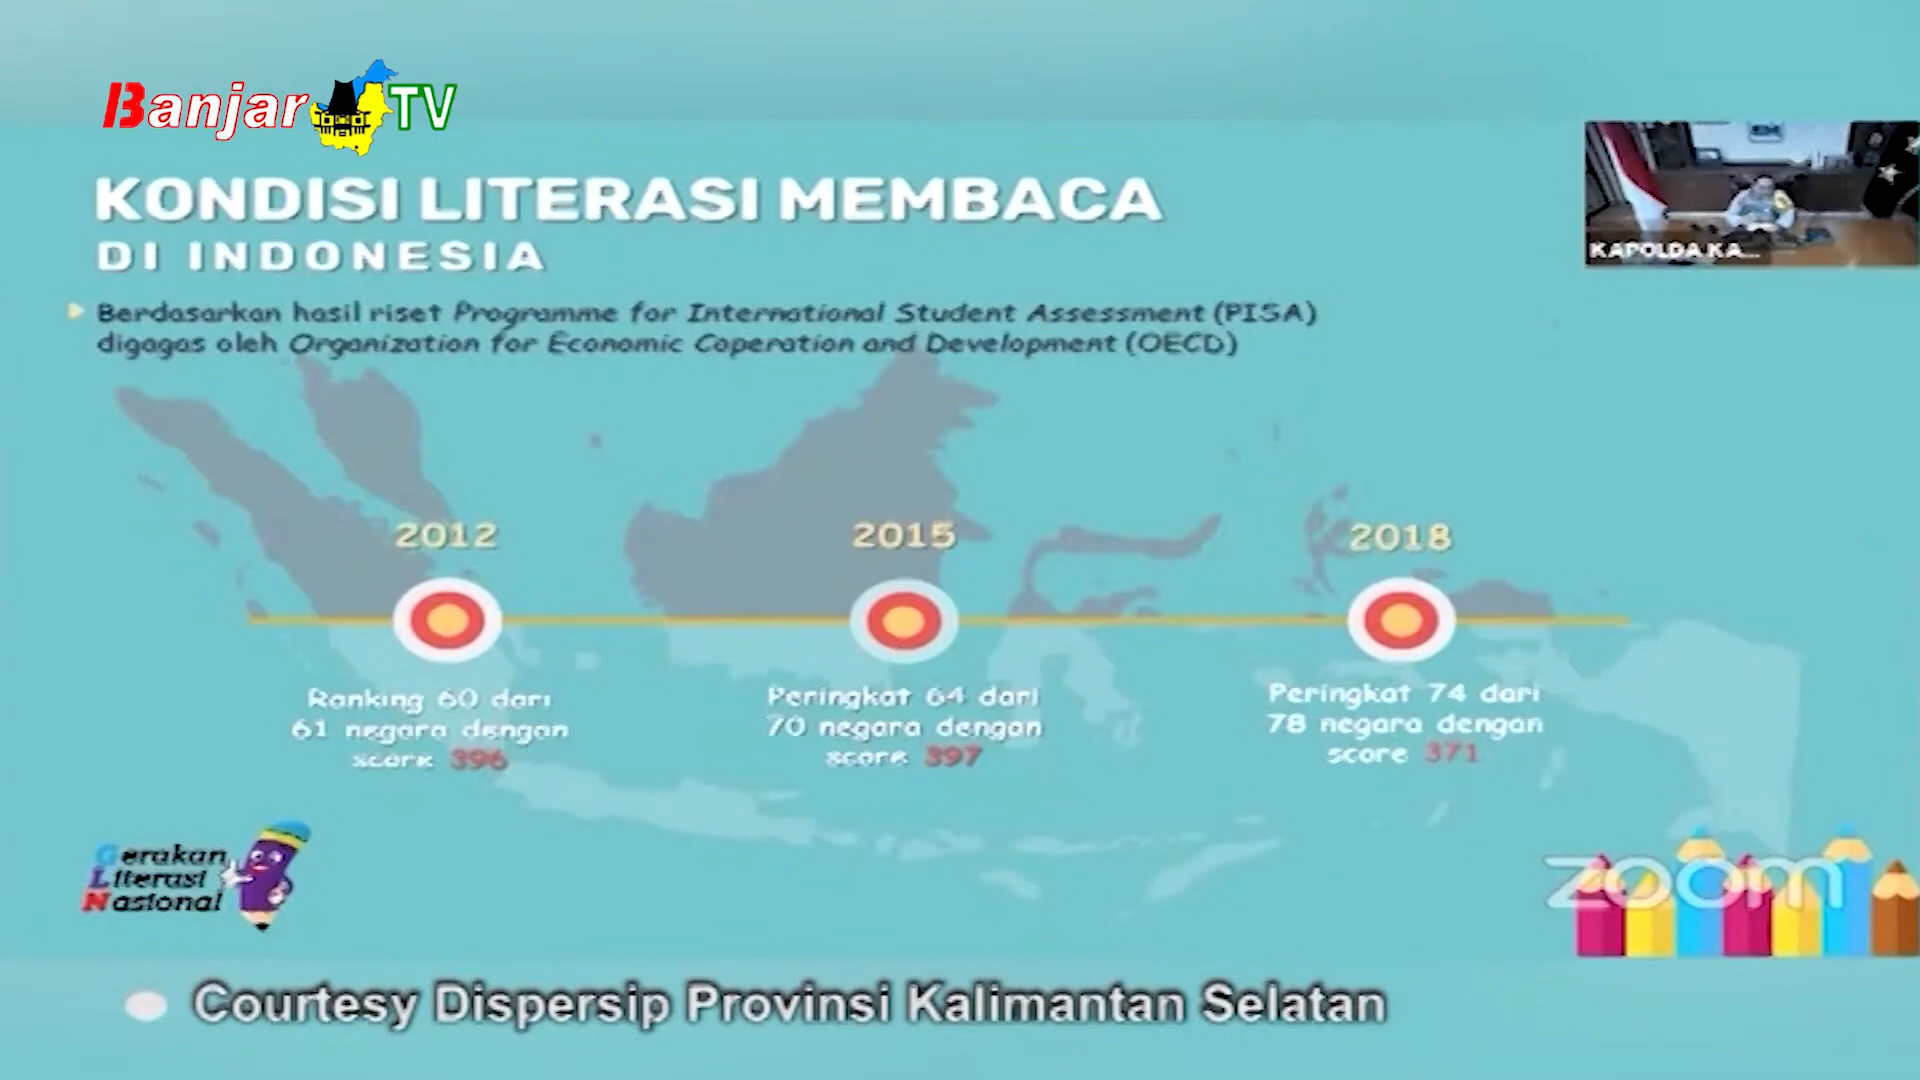 Banjar TV
KONDISI LITERASI MEMBACA
DI INDONESIA
Berdasarkan hasil riset Programme for International Student Assessment (PISA)
digagas oleh Organization for Economic Coperation and Development (OECD)
KAPOLDA KA...
2012
2015
2018
Ranking 60 dari
61 negara dengan
score 396
Peringkat 64 dari
70 negara dengan
score 397
Peringkat 74 dari
78 negara dengan
score 371
Gerakan
Literasi
Nasional
zoom
Courtesy Dispersip Provinsi Kalimantan Selatan